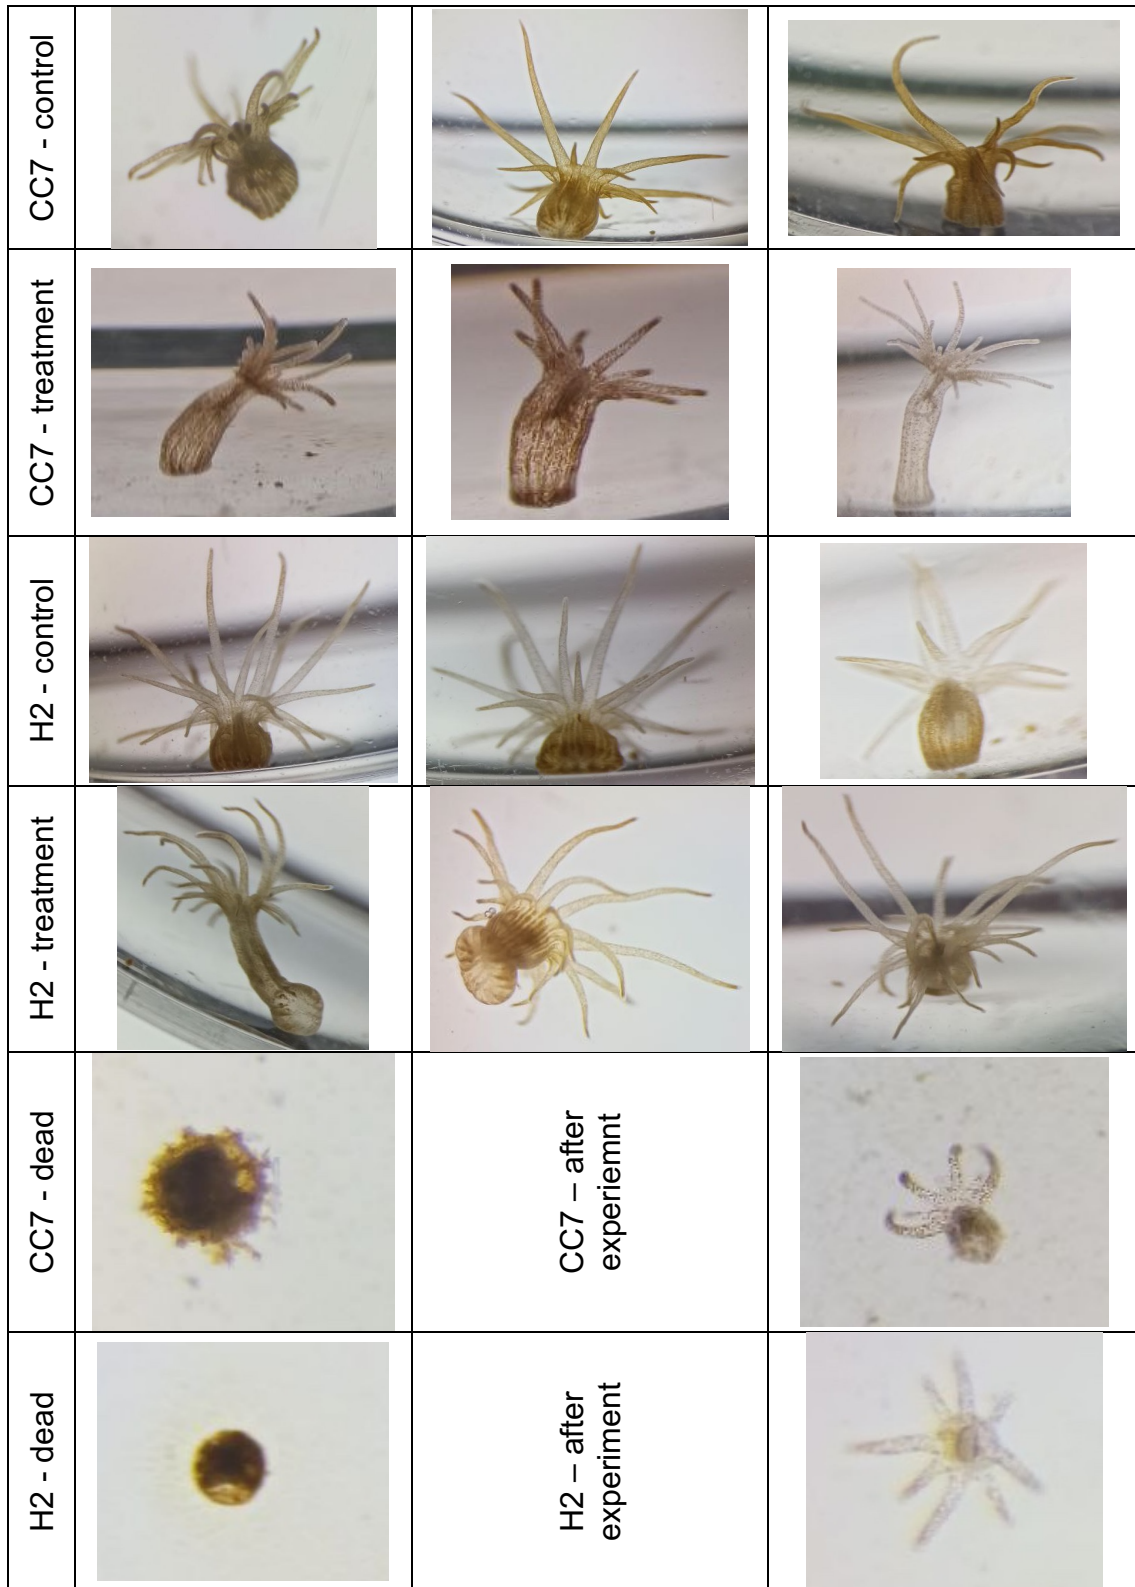 CC7 - control
CC7 - treatment
H2 - control
H2 - treatment
CC7 - dead
CC7 – after
experiemnt
H2 - dead
H2 – after
experiment